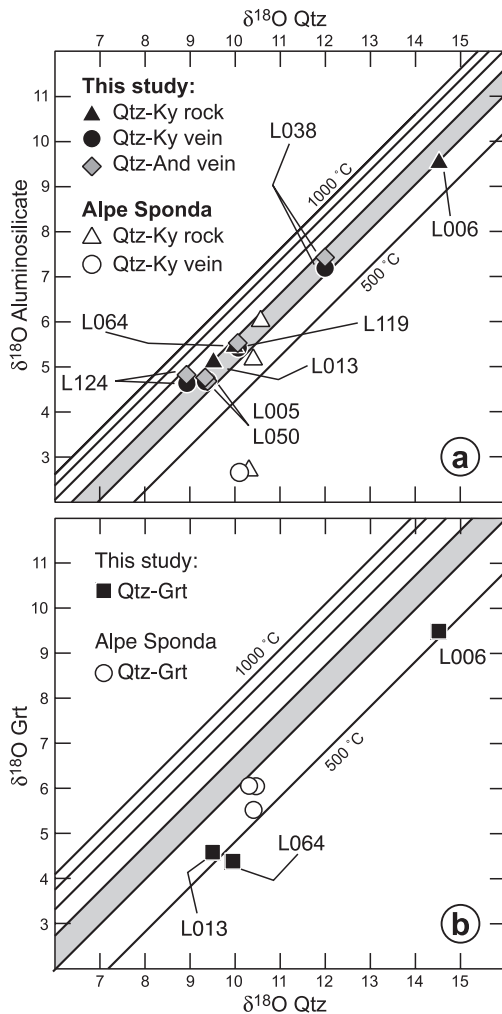 δ18O Qtz
7 8 9 10 11 12 13 14 15
11
10
9
8
7
6
5
4
3
δ18O Aluminosilicate
This study:
Qtz-Ky rock
Qtz-Ky vein
Qtz-And vein
Alpe Sponda
Qtz-Ky rock
Qtz-Ky vein
L038
1000 °C
L006
500 °C
L064
L119
L013
L124
L005
L050
a
11
10
9
8
7
6
5
4
3
δ18O Grt
This study:
Qtz-Grt
Alpe Sponda
Qtz-Grt
1000 °C
L006
500 °C
L064
L013
b
7 8 9 10 11 12 13 14 15
δ18O Qtz